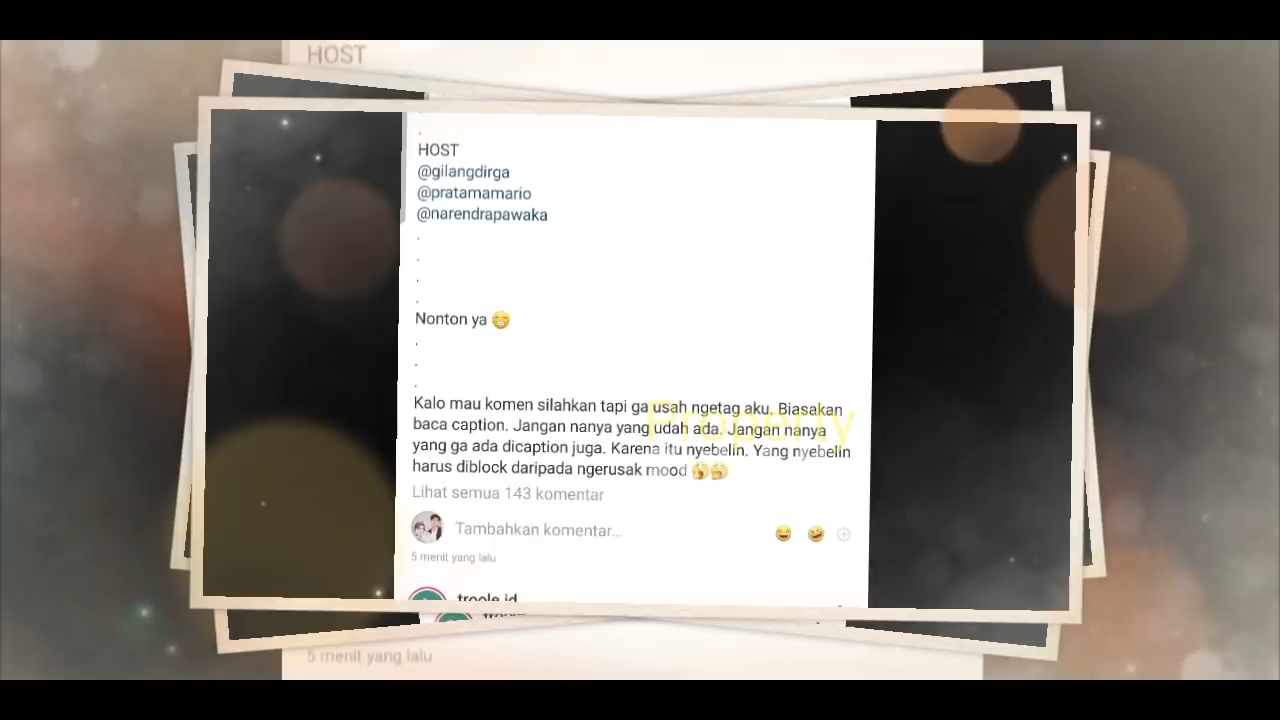 HOST
HOST
@gilangdirga
@pratamamario
@narendrapawaka
.
.
.
.
Nonton ya 😁
.
.
.
Kalo mau komen silahkan tapi ga usah ngetag aku. Biasakan
baca caption. Jangan nanya yang udah ada. Jangan nanya
yang ga ada dicaption juga. Karena itu nyebelin. Yang nyebelin
harus diblock daripada ngerusak mood
Property
Lihat semua 143 komentar
Tambahkan komentar...
5 menit yang lalu
troole.id
5 menit yang lalu